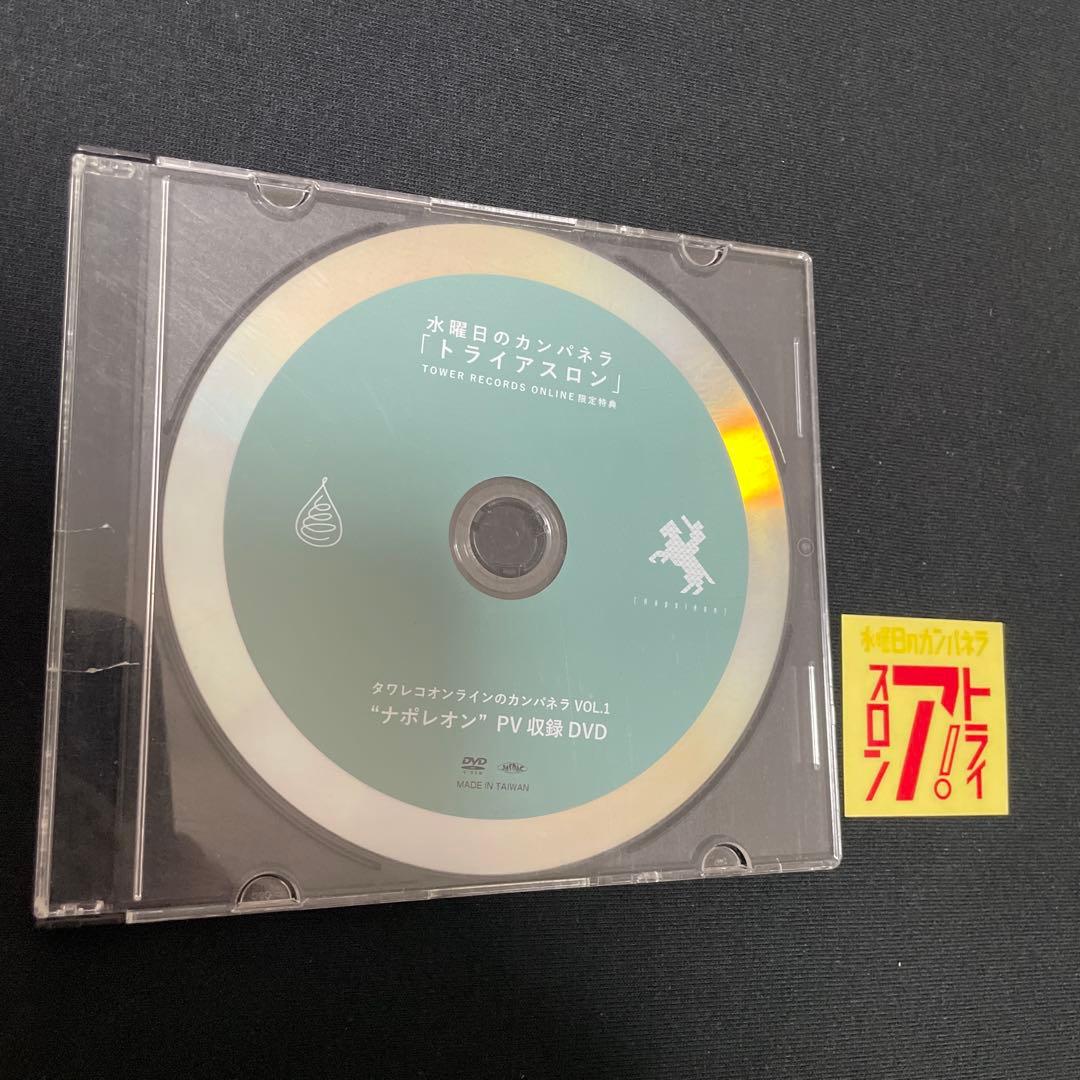 水曜日のカンパネラ
「トライアスロン」
TOWER RECORDS ONLINE 限定特典
[napoléon]
タワレコオンラインのカンパネラ VOL.1
“ナポレオン” PV 収録 DVD
DVD
MADE IN TAIWAN
水曜日のカンパネラ
トライ
ア!
スロン